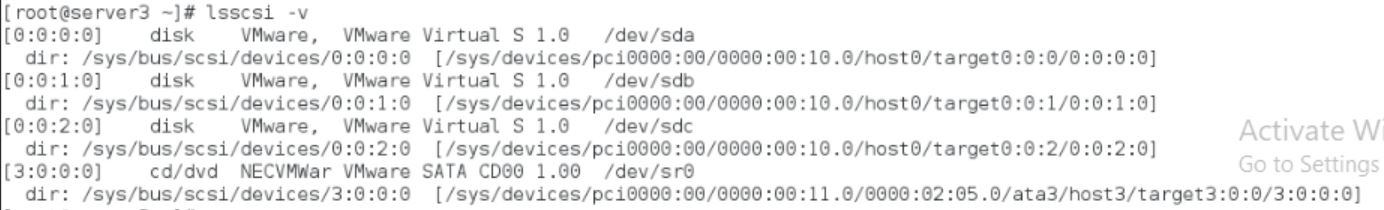 [root@server3 ~]# lsscsi -v
[0:0:0:0]    disk    VMware,  VMware Virtual S 1.0   /dev/sda
  dir: /sys/bus/scsi/devices/0:0:0:0  [/sys/devices/pci0000:00/0000:00:10.0/host0/target0:0:0/0:0:0:0]
[0:0:1:0]    disk    VMware,  VMware Virtual S 1.0   /dev/sdb
  dir: /sys/bus/scsi/devices/0:0:1:0  [/sys/devices/pci0000:00/0000:00:10.0/host0/target0:0:1/0:0:1:0]
[0:0:2:0]    disk    VMware,  VMware Virtual S 1.0   /dev/sdc
  dir: /sys/bus/scsi/devices/0:0:2:0  [/sys/devices/pci0000:00/0000:00:10.0/host0/target0:0:2/0:0:2:0]
[3:0:0:0]    cd/dvd  NECVMWar VMware SATA CD00 1.00  /dev/sr0
  dir: /sys/bus/scsi/devices/3:0:0:0  [/sys/devices/pci0000:00/0000:00:11.0/0000:02:05.0/ata3/host3/target3:0:0/3:0:0:0]
Activate Wi
Go to Settings